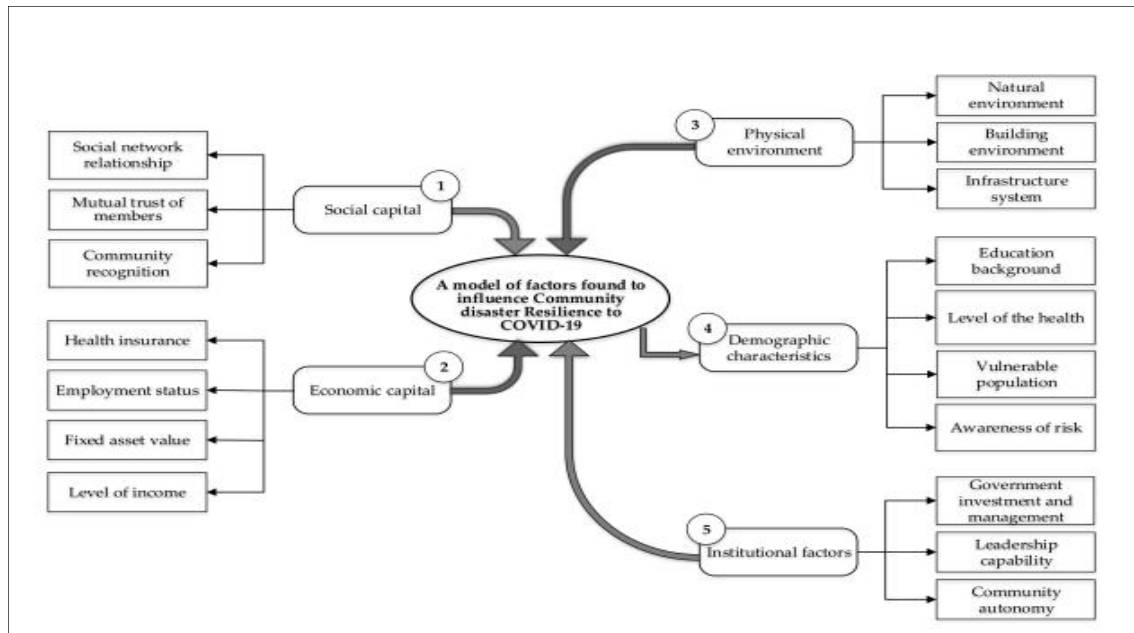 Social network
relationship
Mutual trust of
members
Community
recognition
1
Social capital
Health insurance
Employment status
Fixed asset value
Level of income
2
Economic capital
A model of factors found to
influence Community
disaster Resilience to
COVID-19
3
Physical
environment
Natural
environment
Building
environment
Infrastructure
system
4
Demographic
characteristics
Education
background
Level of the health
Vulnerable
population
Awareness of risk
5
Institutional factors
Government
investment and
management
Leadership
capability
Community
autonomy